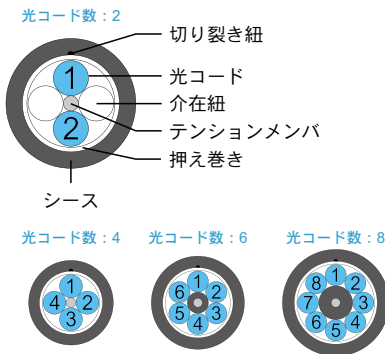 光コード数：2
切り裂き紐
光コード
介在紐
テンションメンバ
押え巻き
シース
1
2
光コード数：4
光コード数：6
光コード数：8
1
2
3
4
1
2
3
4
5
6
1
2
3
4
5
6
7
8